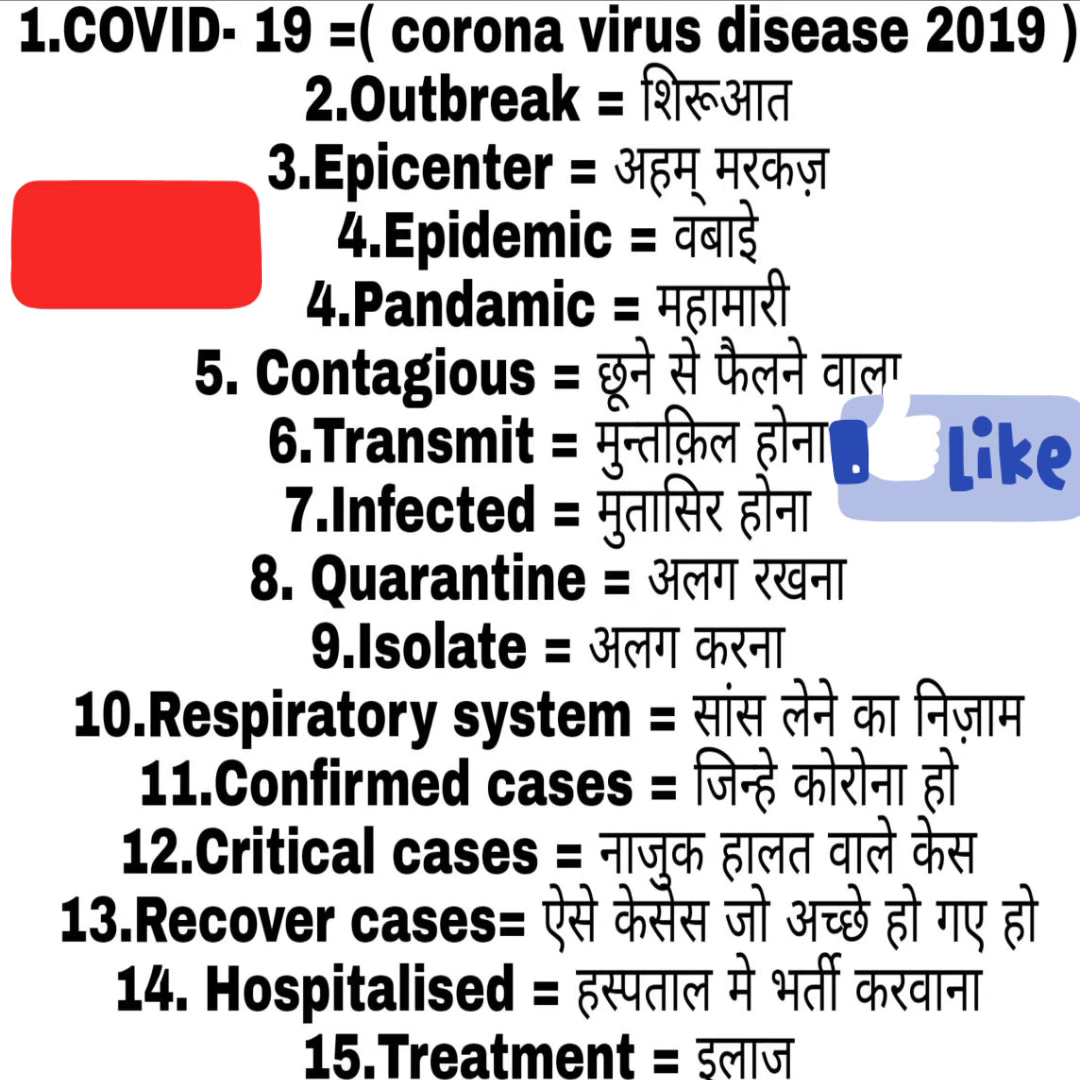 1.COVID- 19 =( corona virus disease 2019 )
2.Outbreak = शिरूआत
3.Epicenter = अहम् मरकज़
4.Epidemic = वबाई
4.Pandamic = महामारी
5. Contagious = छूने से फैलने वाला
6.Transmit = मुन्तक़िल होना
Like
7.Infected = मुतासिर होना
8. Quarantine = अलग रखना
9.Isolate = अलग करना
10.Respiratory system = सांस लेने का निज़ाम
11.Confirmed cases = जिन्हे कोरोना हो
12.Critical cases = नाजुक हालत वाले केस
13.Recover cases= ऐसे केसेस जो अच्छे हो गए हो
14. Hospitalised = हस्पताल मे भर्ती करवाना
15.Treatment = इलाज